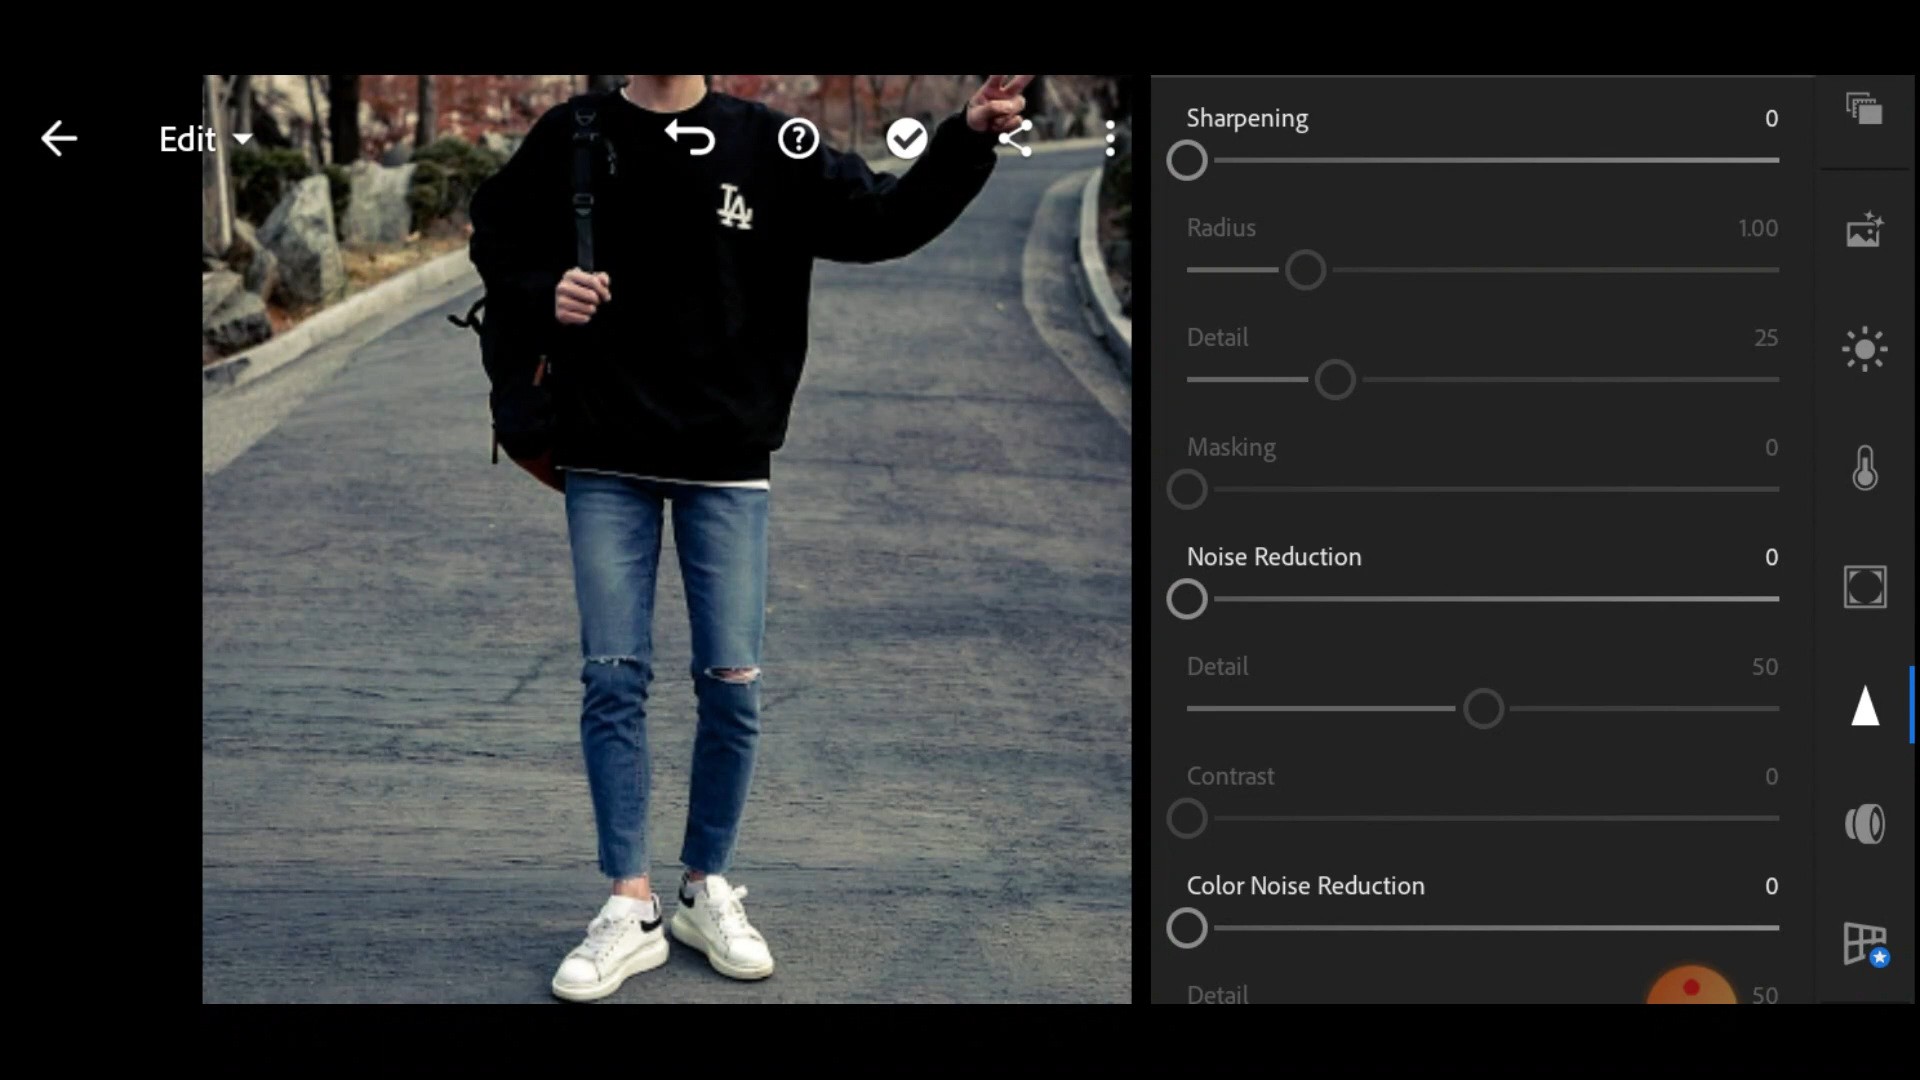 Edit
LA
Sharpening 0
Radius 1.00
Detail 25
Masking 0
Noise Reduction 0
Detail 50
Contrast 0
Color Noise Reduction 0
Detail 50